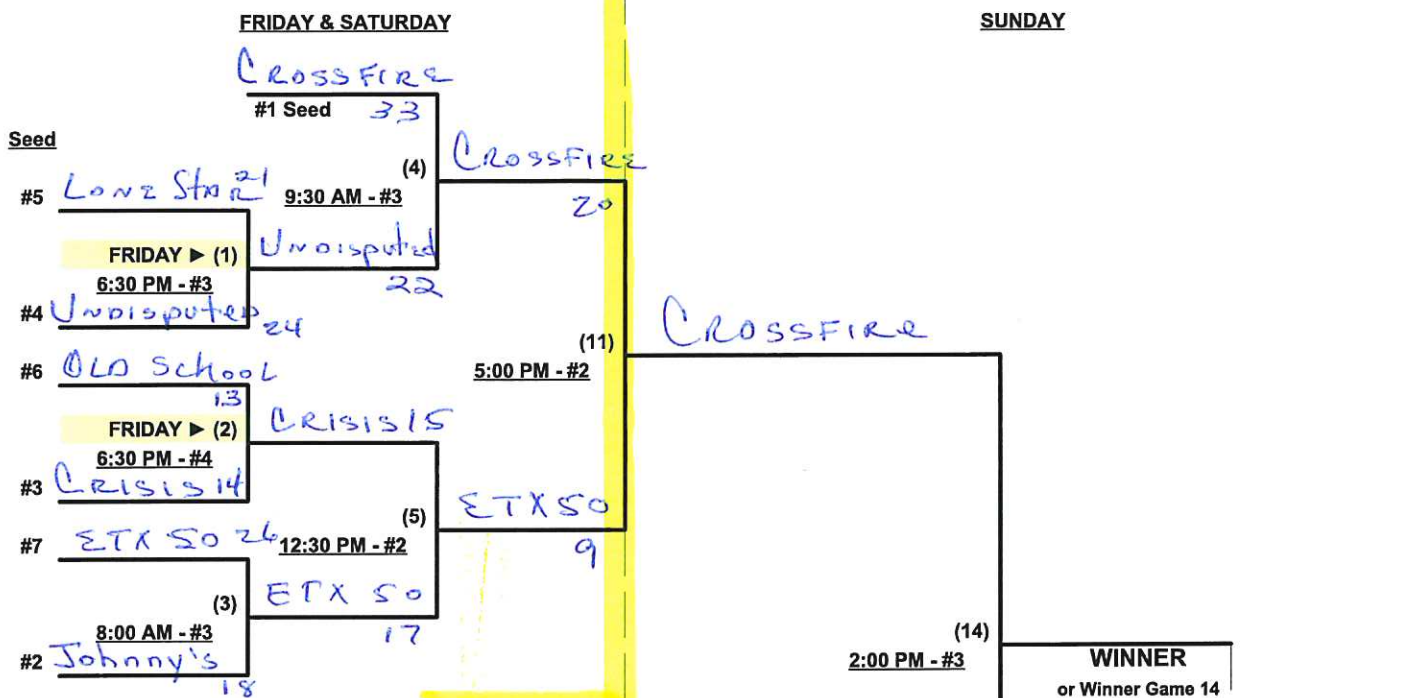 FRIDAY & SATURDAY
SUNDAY
CROSSFIRE
#1 Seed 33
Seed
(4)
CROSSFIRE
#5 LONE STAR 21
9:30 AM - #3
20
FRIDAY ► (1)
UNDISputed
6:30 PM - #3
22
#4 UNDISputED 24
CROSSFIRE
(11)
#6 OLD SchooL
5:00 PM - #2
13
CRISIS 15
FRIDAY ► (2)
6:30 PM - #4
#3 CRISIS 14
ETX 50
(5)
#7 ETX 50 26
12:30 PM - #2
9
ETX 50
(3)
8:00 AM - #3
17
(14)
#2 Johnny's
2:00 PM - #3
WINNER
18
or Winner Game 14